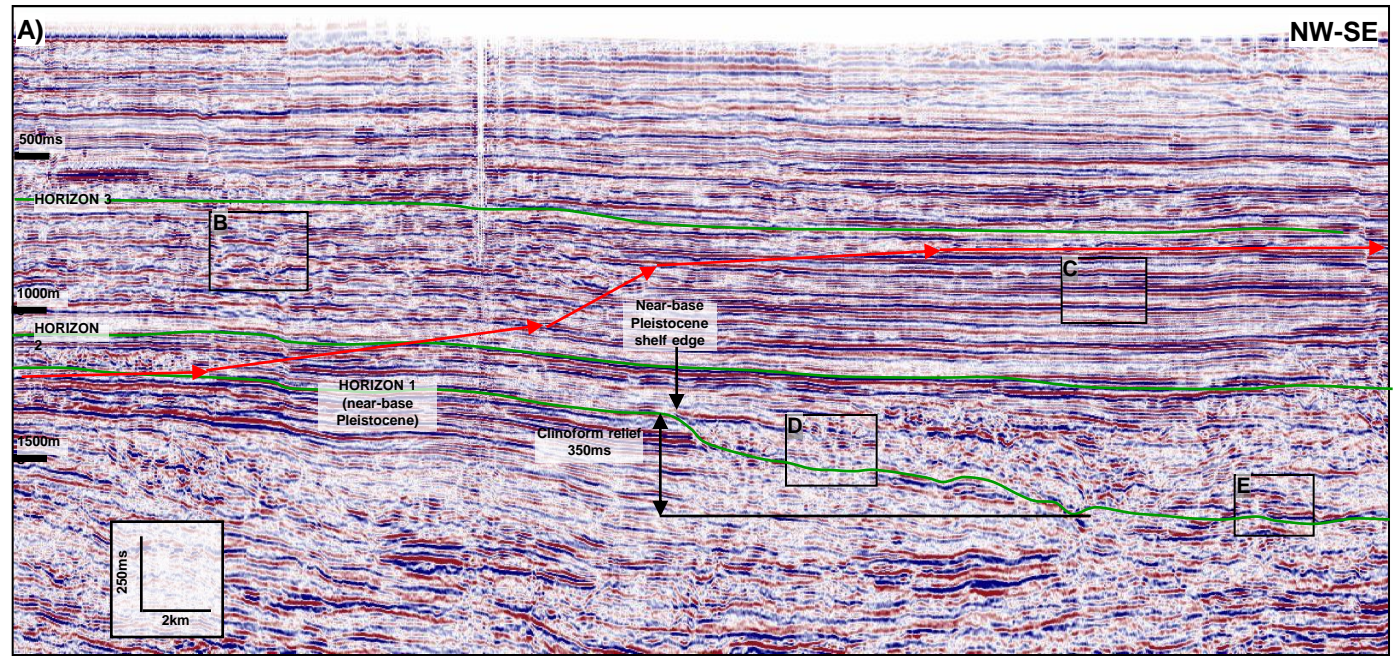 A)
NW-SE
500ms
HORIZON 3
B
C
1000m
Near-base
Pleistocene
shelf edge
HORIZON
2
HORIZON 1
(near-base
Pleistocene)
D
1500m
Clinoform relief
350ms
E
250ms
2km